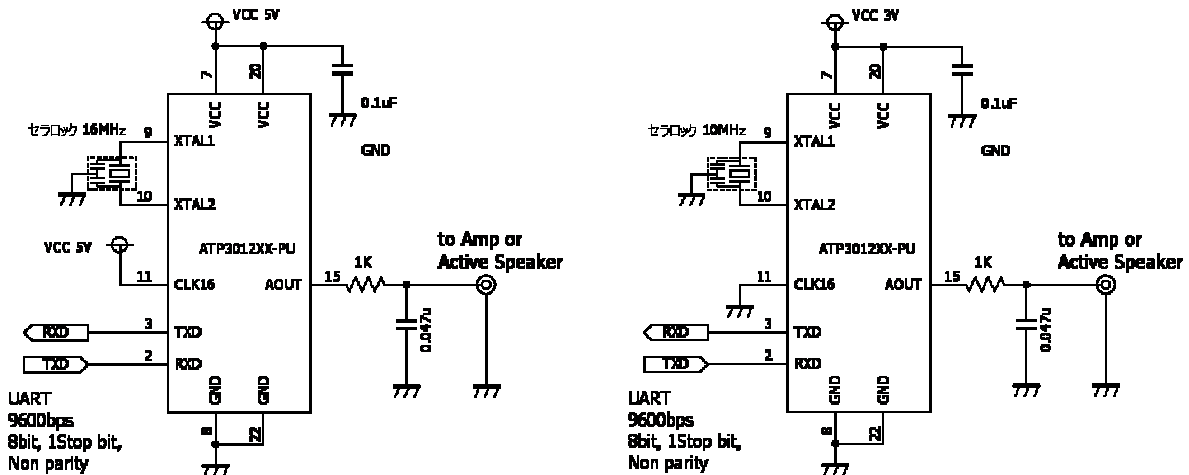 VCC 5V
7
20
VCC
VCC
0.1uF
GND
セラロック 16MHz
9
XTAL1
10
XTAL2
ATP3012XX-PU
VCC 5V
11
CLK16
AOUT
15
1K
to Amp or
Active Speaker
0.047u
RXD
3
TXD
TXD
2
RXD
GND
GND
8
22
UART
9600bps
8bit, 1Stop bit,
Non parity
VCC 3V
7
20
VCC
VCC
0.1uF
GND
セラロック 10MHz
9
XTAL1
10
XTAL2
ATP3012XX-PU
11
CLK16
AOUT
15
1K
to Amp or
Active Speaker
0.047u
RXD
3
TXD
TXD
2
RXD
GND
GND
8
22
UART
9600bps
8bit, 1Stop bit,
Non parity